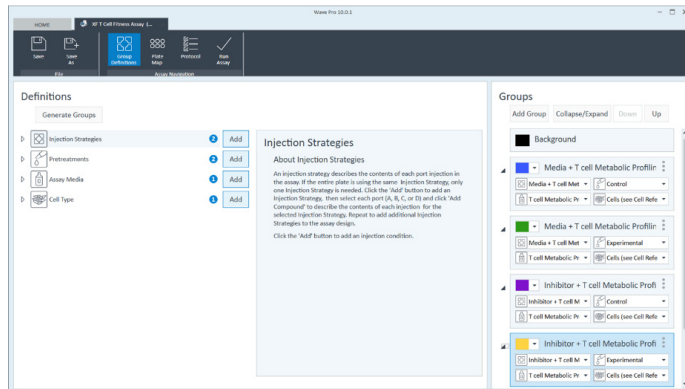 Wave Pro 10.0.1
HOME
XF T Cell Fitness Assay (...
Save
Save As
Group Definitions
Plate Map
Protocol
Run Assay
File
Assay Navigation
Definitions
Generate Groups
Injection Strategies 2 Add
Pretreatments 2 Add
Assay Media 1 Add
Cell Type 1 Add
Injection Strategies
About Injection Strategies
An injection strategy describes the contents of each port injection in
the assay. If the entire plate is using the same Injection Strategy, only
one Injection Strategy is needed. Click the 'Add' button to add an
Injection Strategy, then select each port (A, B, C, or D) and click 'Add
Compound' to describe the contents of each injection for the
selected Injection Strategy. Repeat to add additional Injection
Strategies to the assay design.
Click the 'Add' button to add an injection condition.
Groups
Add Group Collapse/Expand Down Up
Background
Media + T cell Metabolic Profilin
Media + T cell Met Control
T cell Metabolic Pr Cells (see Cell Refe
Media + T cell Metabolic Profilin
Media + T cell Met Experimental
T cell Metabolic Pr Cells (see Cell Refe
Inhibitor + T cell Metabolic Profi
Inhibitor + T cell M Control
T cell Metabolic Pr Cells (see Cell Refe
Inhibitor + T cell Metabolic Profi
Inhibitor + T cell M Experimental
T cell Metabolic Pr Cells (see Cell Refe